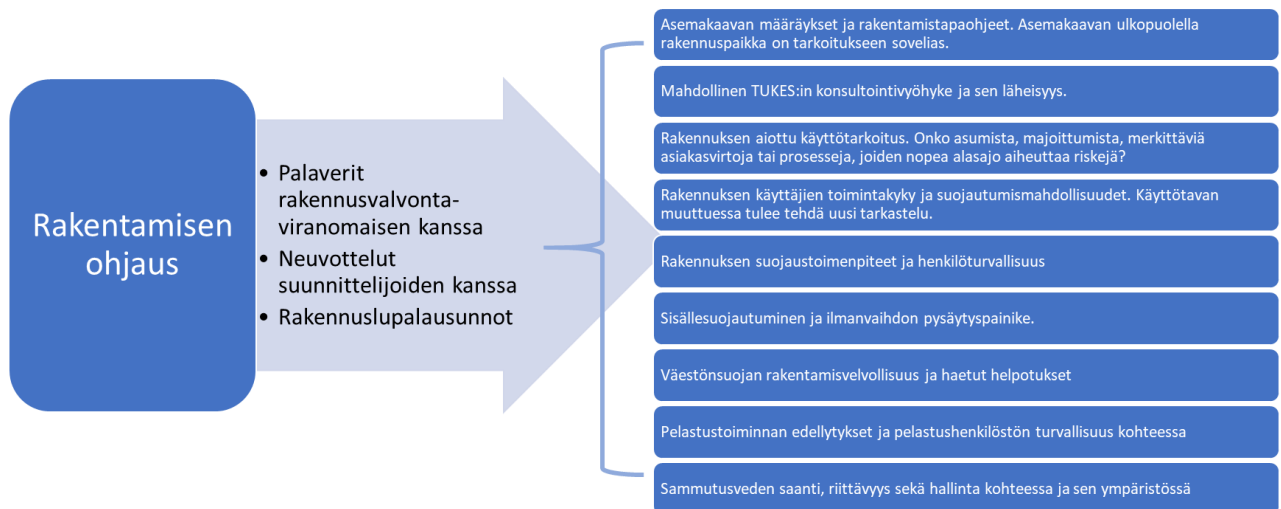 Rakentamisen
ohjaus
• Palaverit
rakennusvalvonta-
viranomaisen kanssa
• Neuvottelut
suunnittelijoiden kanssa
• Rakennuslupalausunnot
Asemakaavan määräykset ja rakentamistapaohjeet. Asemakaavan ulkopuolella
rakennuspaikka on tarkoitukseen sovelias.
Mahdollinen TUKES:in konsultointivyöhyke ja sen läheisyys.
Rakennuksen aiottu käyttötarkoitus. Onko asumista, majoittumista, merkittäviä
asiakasvirtoja tai prosesseja, joiden nopea alasajo aiheuttaa riskejä?
Rakennuksen käyttäjien toimintakyky ja suojautumismahdollisuudet. Käyttötavan
muuttuessa tulee tehdä uusi tarkastelu.
Rakennuksen suojaustoimenpiteet ja henkilöturvallisuus
Sisällesuojautuminen ja ilmanvaihdon pysäytyspainike.
Väestönsuojan rakentamisvelvollisuus ja haetut helpotukset
Pelastustoiminnan edellytykset ja pelastushenkilöstön turvallisuus kohteessa
Sammutusveden saanti, riittävyys sekä hallinta kohteessa ja sen ympäristössä